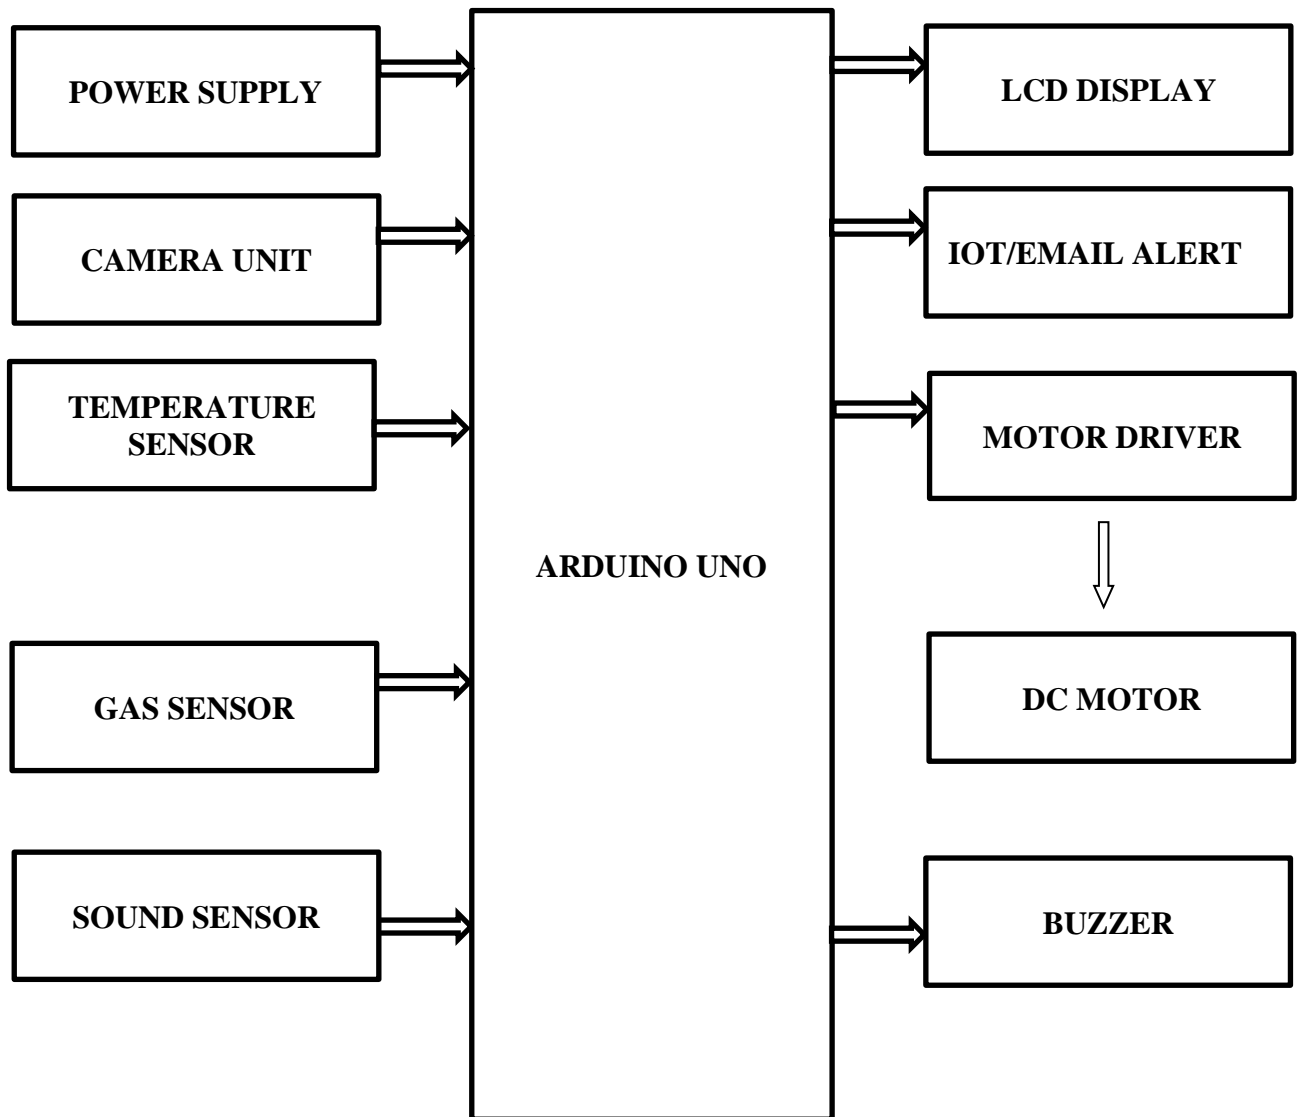 POWER SUPPLY
CAMERA UNIT
TEMPERATURE
SENSOR
GAS SENSOR
SOUND SENSOR
ARDUINO UNO
LCD DISPLAY
IOT/EMAIL ALERT
MOTOR DRIVER
DC MOTOR
BUZZER